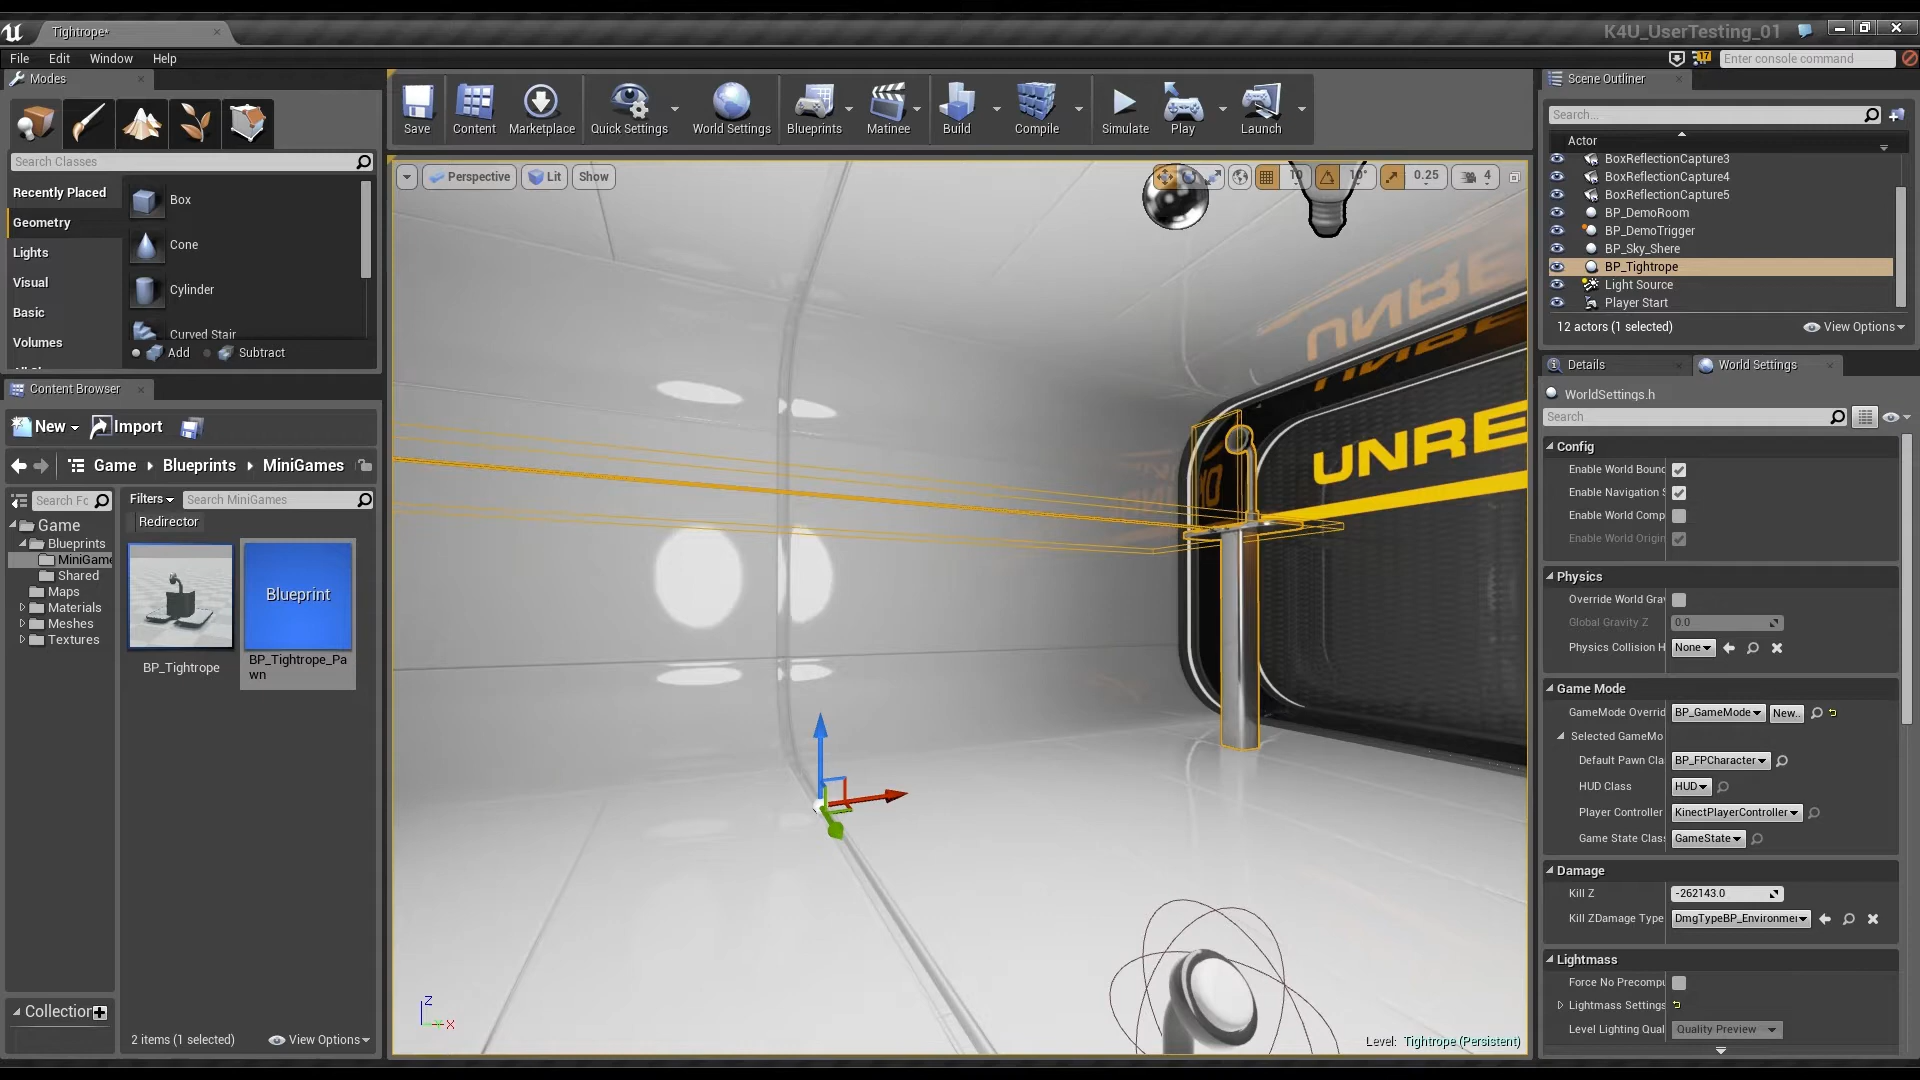 Tightrope*
K4U_UserTesting_01
File Edit Window Help
Enter console command
Modes
Search Classes
Recently Placed
Geometry
Lights
Visual
Basic
Volumes
Box
Cone
Cylinder
Curved Stair
Add Subtract
Save
Content
Marketplace
Quick Settings
World Settings
Blueprints
Matinee
Build
Compile
Simulate
Play
Launch
Perspective
Lit
Show
10
10°
0.25
4
UNRE
Level: Tightrope (Persistent)
Z
X
Content Browser
New Import
Game Blueprints MiniGames
Search Fo
Filters
Search MiniGames
Redirector
Game
Blueprints
MiniGame
Shared
Maps
Materials
Meshes
Textures
Blueprint
BP_Tightrope
BP_Tightrope_Pa
wn
Collection
2 items (1 selected)
View Options
Scene Outliner
Search...
Actor
BoxReflectionCapture3
BoxReflectionCapture4
BoxReflectionCapture5
BP_DemoRoom
BP_DemoTrigger
BP_Sky_Shere
BP_Tightrope
Light Source
Player Start
12 actors (1 selected)
View Options
Details
World Settings
WorldSettings.h
Search
Config
Enable World Bound
Enable Navigation S
Enable World Comp
Enable World Origin
Physics
Override World Grav
Global Gravity Z 0.0
Physics Collision H None
Game Mode
GameMode Overrid BP_GameMode New..
Selected GameMo
Default Pawn Cla BP_FPCharacter
HUD Class HUD
Player Controller KinectPlayerController
Game State Clas GameState
Damage
Kill Z -262143.0
Kill ZDamage Type DmgTypeBP_Environmen
Lightmass
Force No Precompu
Lightmass Settings
Level Lighting Qual Quality Preview